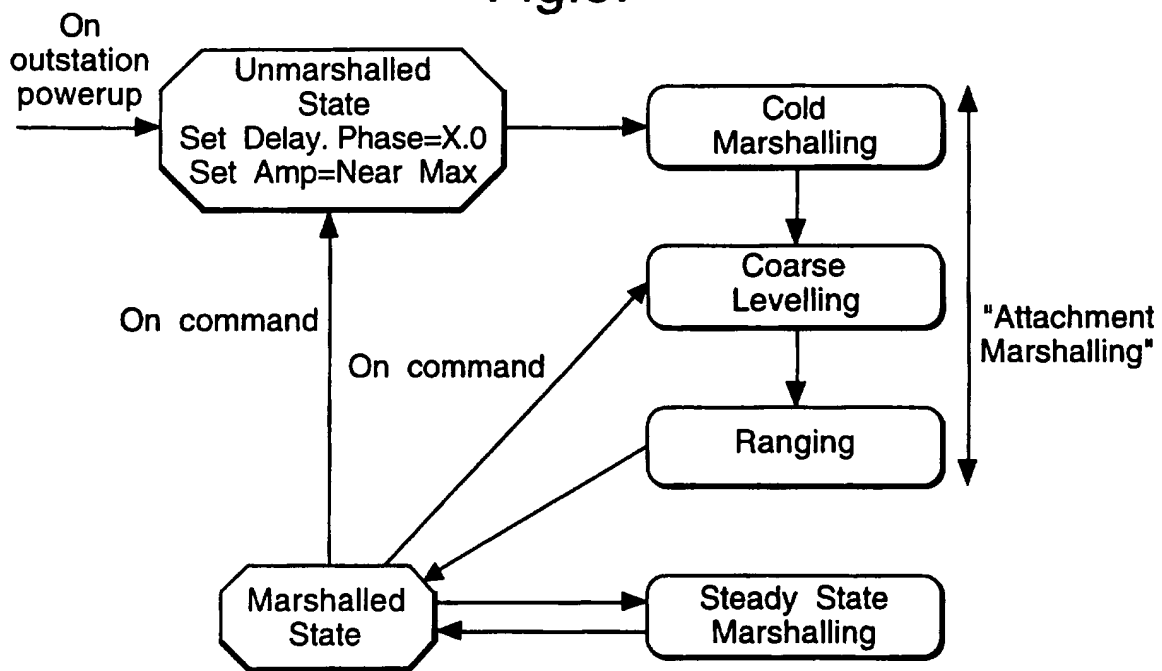 On
outstation
powerup
Unmarshalled
State
Set Delay. Phase=X.0
Set Amp=Near Max
Cold
Marshalling
Coarse
Levelling
"Attachment
Marshalling"
On command
On command
Ranging
Marshalled
State
Steady State
Marshalling